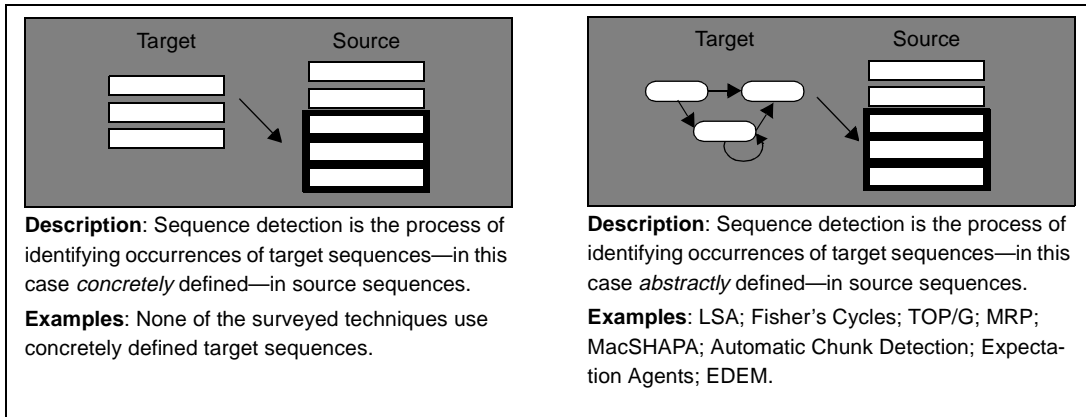 Target Source
Description: Sequence detection is the process of
identifying occurrences of target sequences—in this
case concretely defined—in source sequences.
Examples: None of the surveyed techniques use
concretely defined target sequences.
Target Source
Description: Sequence detection is the process of
identifying occurrences of target sequences—in this
case abstractly defined—in source sequences.
Examples: LSA; Fisher's Cycles; TOP/G; MRP;
MacSHAPA; Automatic Chunk Detection; Expecta-
tion Agents; EDEM.